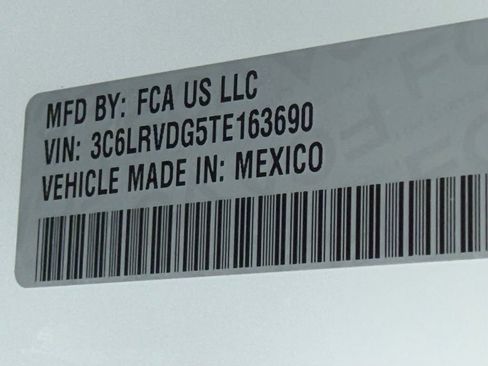 MFD BY: FCA US LLC
VIN: 3C6LRVDG5TE163690
VEHICLE MADE IN: MEXICO